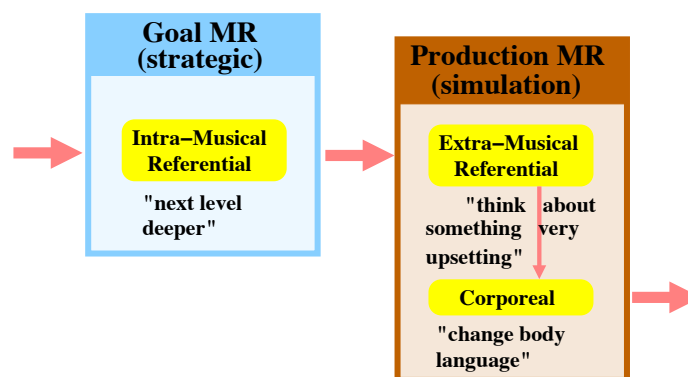 Goal MR
(strategic)
Intra−Musical
Referential
"next level
deeper"
Production MR
(simulation)
Extra−Musical
Referential
"think about
something very
upsetting"
Corporeal
"change body
language"